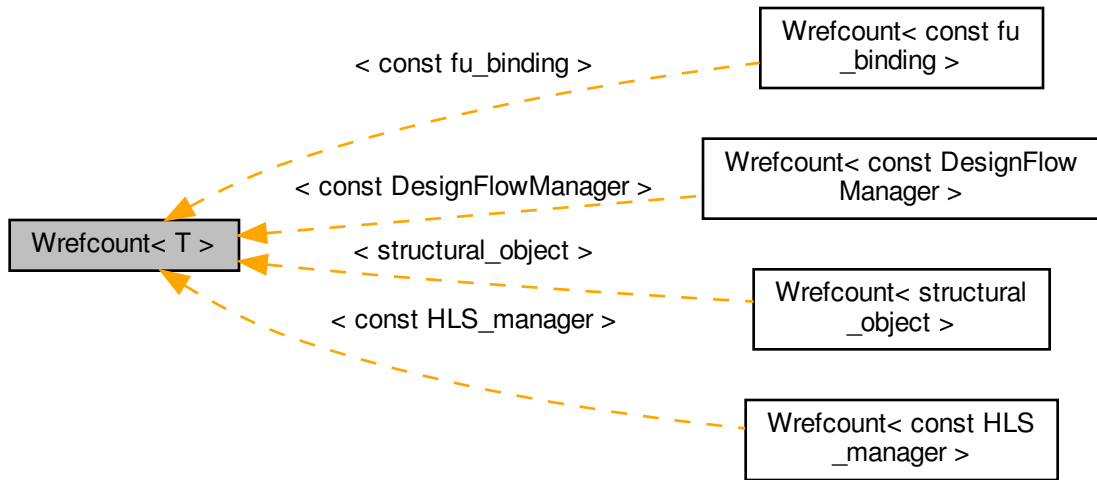 Wrefcount< const fu
_binding >
< const fu_binding >
Wrefcount< const DesignFlow
Manager >
< const DesignFlowManager >
Wrefcount< T >
< structural_object >
Wrefcount< structural
_object >
< const HLS_manager >
Wrefcount< const HLS
_manager >